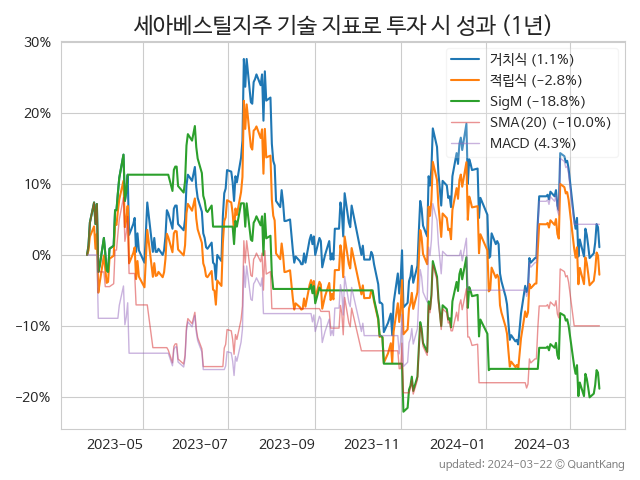 세아베스틸지주 기술 지표로 투자 시 성과 (1년)
30%
20%
10%
0%
−10%
−20%
거치식 (1.1%)
적립식 (−2.8%)
SigM (−18.8%)
SMA(20) (−10.0%)
MACD (4.3%)
2023-05 2023-07 2023-09 2023-11 2024-01 2024-03
updated: 2024-03-22 © QuantKang